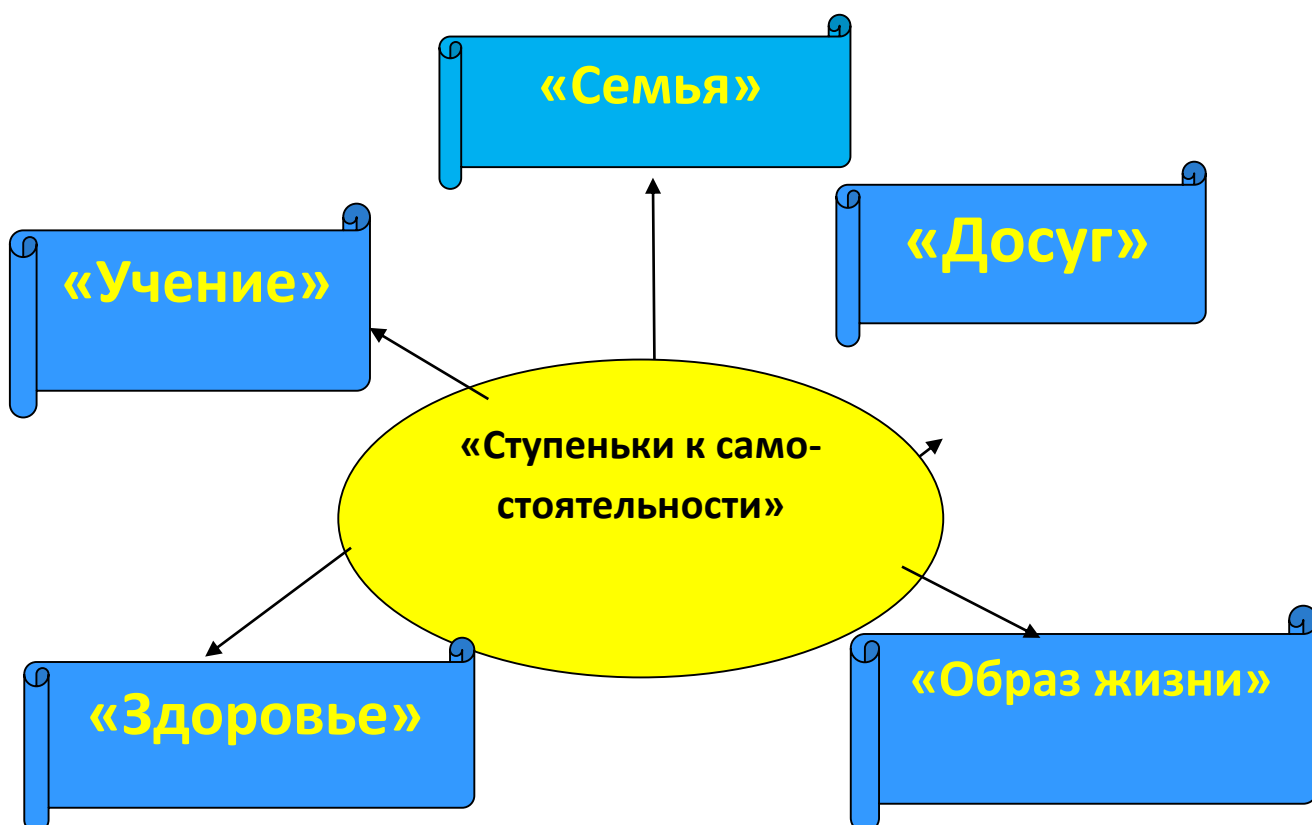 «Семья»
«Досуг»
«Учение»
«Ступеньки к само-
стоятельности»
«Образ жизни»
«Здоровье»